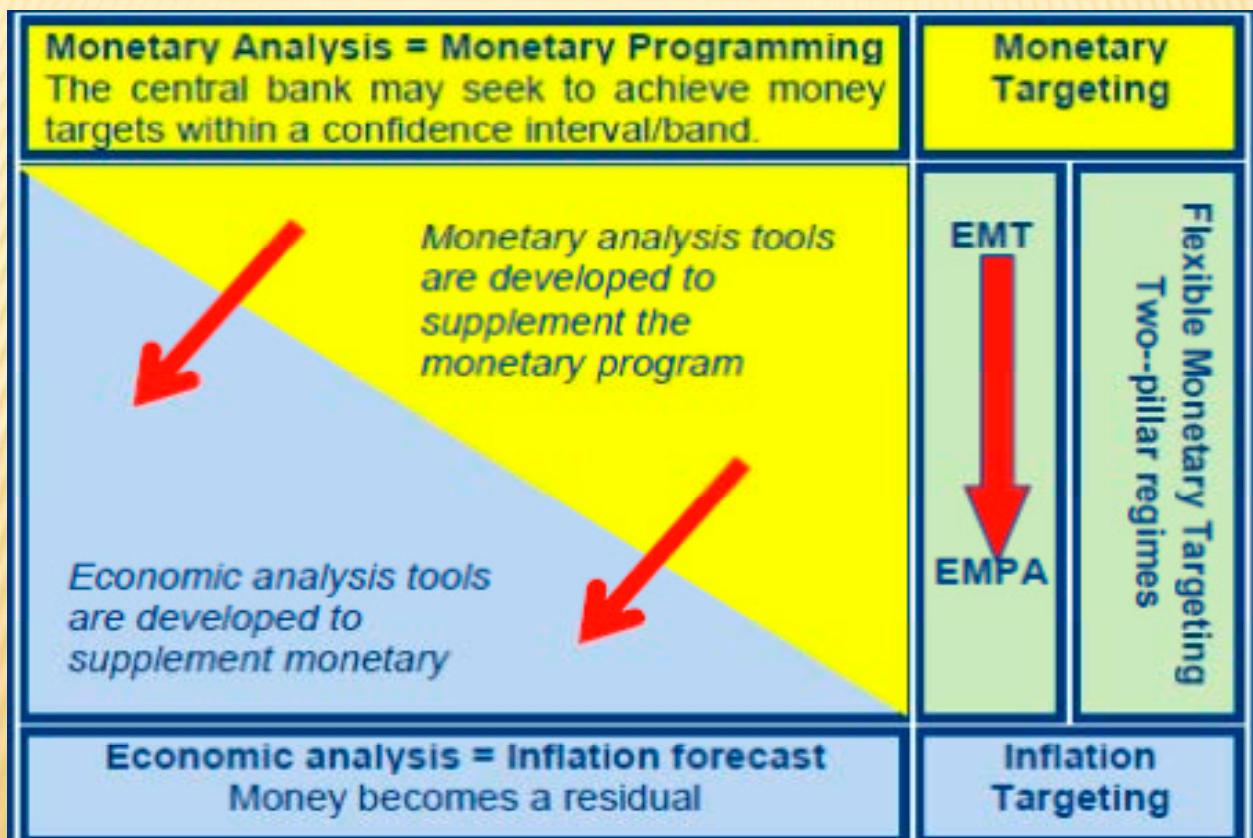 Monetary Analysis = Monetary Programming
The central bank may seek to achieve money
targets within a confidence interval/band.
Monetary
Targeting
Monetary analysis tools
are developed to
supplement the
monetary program
EMT
EMPA
Flexible Monetary Targeting
Two--pillar regimes
Economic analysis tools
are developed to
supplement monetary
Economic analysis = Inflation forecast
Money becomes a residual
Inflation
Targeting